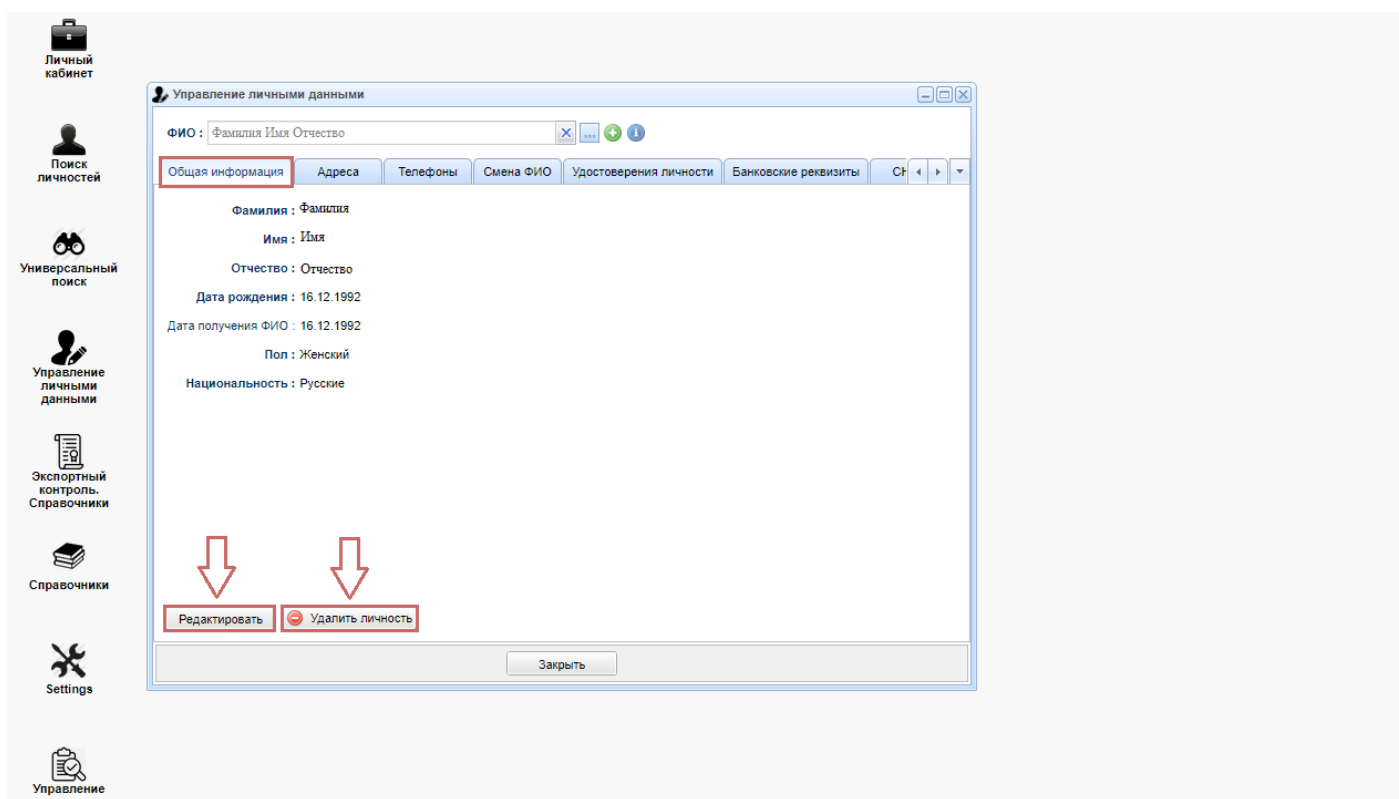 Личный
кабинет
Поиск
личностей
Универсальный
поиск
Управление
личными
данными
Экспортный
контроль.
Справочники
Справочники
Settings
Управление
Управление личными данными
ФИО : Фамилия Имя Отчество
Общая информация Адреса Телефоны Смена ФИО Удостоверения личности Банковские реквизиты
Фамилия : Фамилия
Имя : Имя
Отчество : Отчество
Дата рождения : 16.12.1992
Дата получения ФИО : 16.12.1992
Пол : Женский
Национальность : Русские
Редактировать Удалить личность
Закрыть